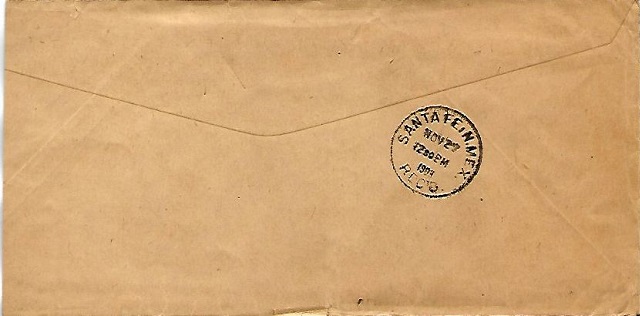 SANTA FE, N. MEX.
NOV 27
12 30 PM
REC'D.